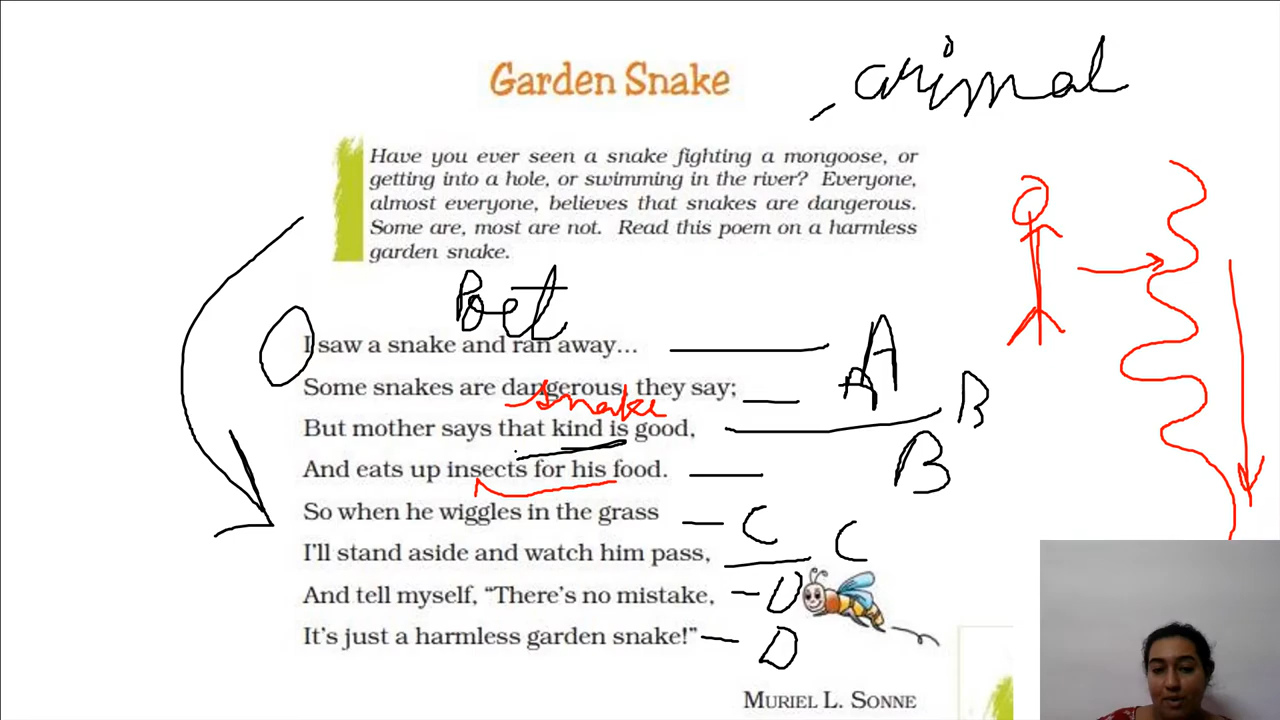 Garden Snake
animal
Have you ever seen a snake fighting a mongoose, or
getting into a hole, or swimming in the river? Everyone,
almost everyone, believes that snakes are dangerous.
Some are, most are not. Read this poem on a harmless
garden snake.
Poet
I saw a snake and ran away... A
Some snakes are dangerous, they say; A
snake
But mother says that kind is good, B
And eats up insects for his food. B
So when he wiggles in the grass C
I'll stand aside and watch him pass, C
And tell myself, "There's no mistake, D
It's just a harmless garden snake!" D
MURIEL L. SONNE